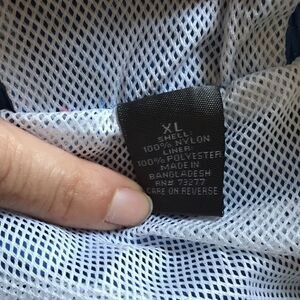 XL
SHELL:
100% NYLON
LINER:
100% POLYESTER
MADE IN
BANGLADESH
RN# 73277
CARE ON REVERSE